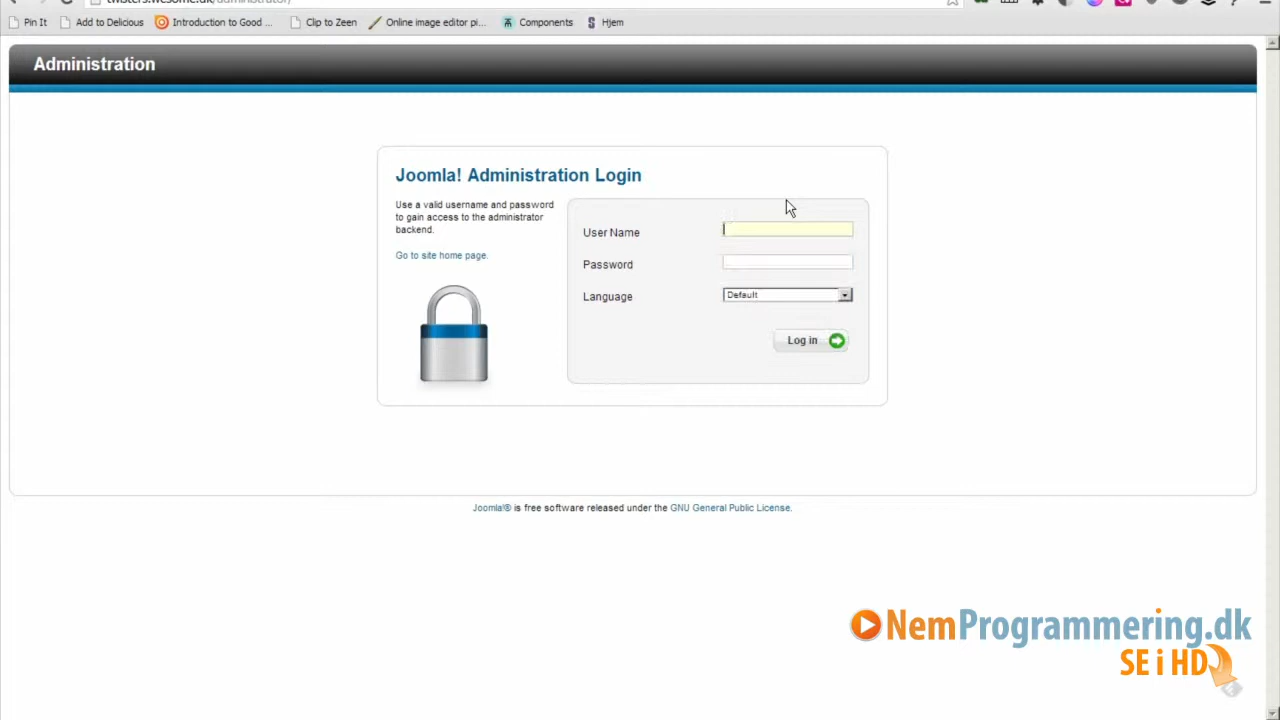 Pin It
Add to Delicious
Introduction to Good ...
Clip to Zeen
Online image editor pi...
Components
Hjem
Administration
Joomla! Administration Login
Use a valid username and password
to gain access to the administrator
backend.
Go to site home page.
User Name
Password
Language
Default
Log in
Joomla!® is free software released under the GNU General Public License.
NemProgrammering.dk
SE i HD